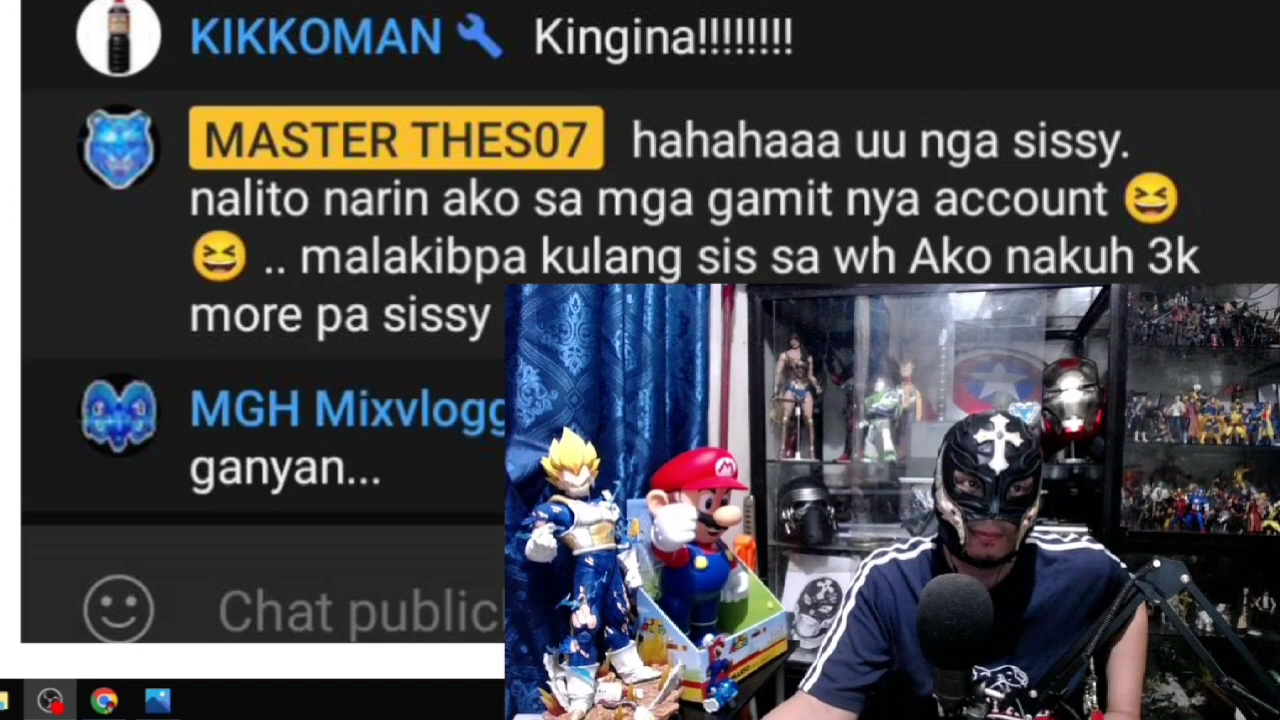 KIKKOMAN Kingina!!!!!!!!
MASTER THES07 hahahaaa uu nga sissy.
nalito narin ako sa mga gamit nya account
.. malakibpa kulang sis sa wh Ako nakuh 3k
more pa sissy
MGH Mixvlogg
ganyan...
Chat public
M